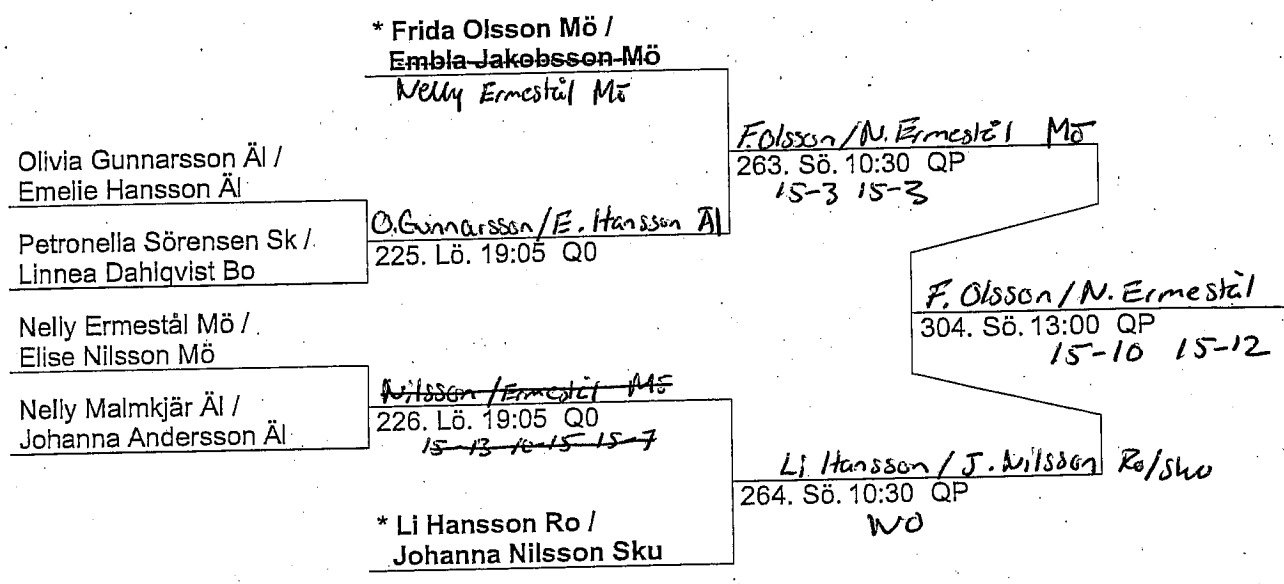 * Frida Olsson Mö /
Embla Jakobsson Mö
Nelly Ermestål Mö
F.Olsson/N. Ermestål Mö
263. Sö. 10:30 QP
15-3 15-3
Olivia Gunnarsson Äl /
Emelie Hansson Äl
O.Gunnarsson/E. Hansson Äl
225. Lö. 19:05 Q0
Petronella Sörensen Sk /
Linnea Dahlqvist Bo
F. Olsson/N. Ermestål
304. Sö. 13:00 QP
15-10 15-12
Nelly Ermestål Mö /
Elise Nilsson Mö
Nilsson/Ermestål Mö
226. Lö. 19:05 Q0
15-13 10-15 15-7
Nelly Malmkjär Äl /
Johanna Andersson Äl
Li Hansson / J. Nilsson Ro/Sku
264. Sö. 10:30 QP
WO
* Li Hansson Ro /
Johanna Nilsson Sku